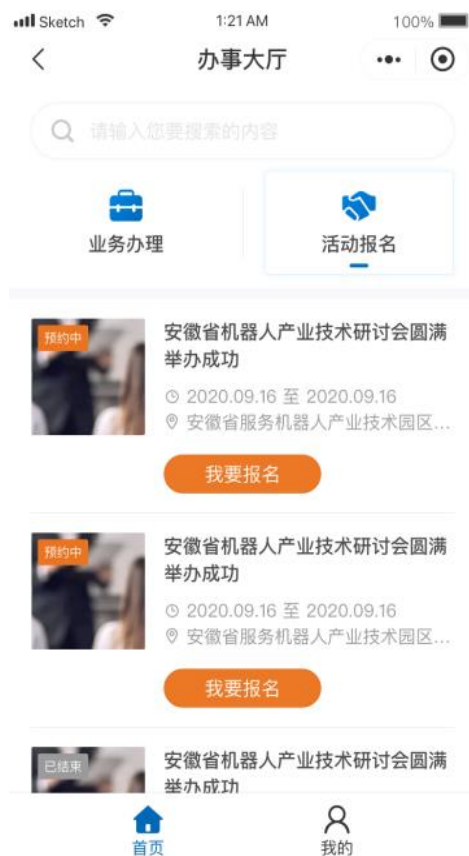 Sketch 1:21 AM 100%
办事大厅
请输入您要搜索的内容
业务办理 活动报名
预约中
安徽省机器人产业技术研讨会圆满
举办成功
2020.09.16 至 2020.09.16
安徽省服务机器人产业技术园区...
我要报名
预约中
安徽省机器人产业技术研讨会圆满
举办成功
2020.09.16 至 2020.09.16
安徽省服务机器人产业技术园区...
我要报名
已结束
安徽省机器人产业技术研讨会圆满
举办成功
首页 我的